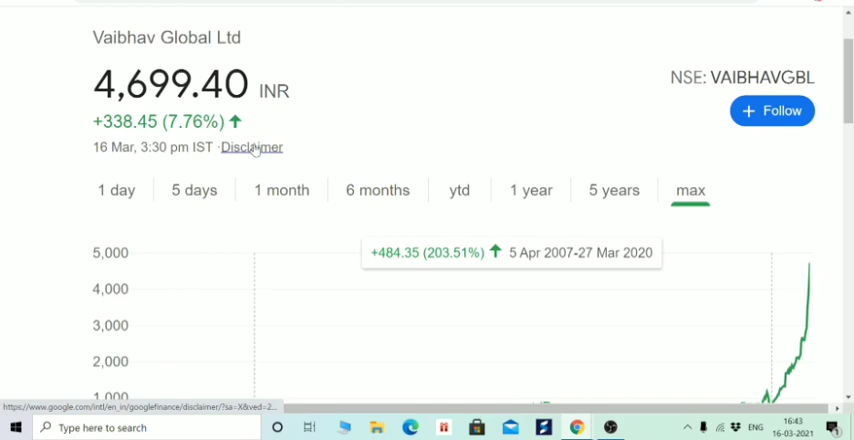 Vaibhav Global Ltd
4,699.40 INR
NSE: VAIBHAVGBL
+338.45 (7.76%) ↑
+ Follow
16 Mar, 3:30 pm IST · Disclaimer
1 day 5 days 1 month 6 months ytd 1 year 5 years max
+484.35 (203.51%) ↑ 5 Apr 2007-27 Mar 2020
5,000
4,000
3,000
2,000
1,000
https://www.google.com/intl/en_in/googlefinance/disclaimer/?sa=X&ved=2...
Type here to search
ENG
16:43
16-03-2021